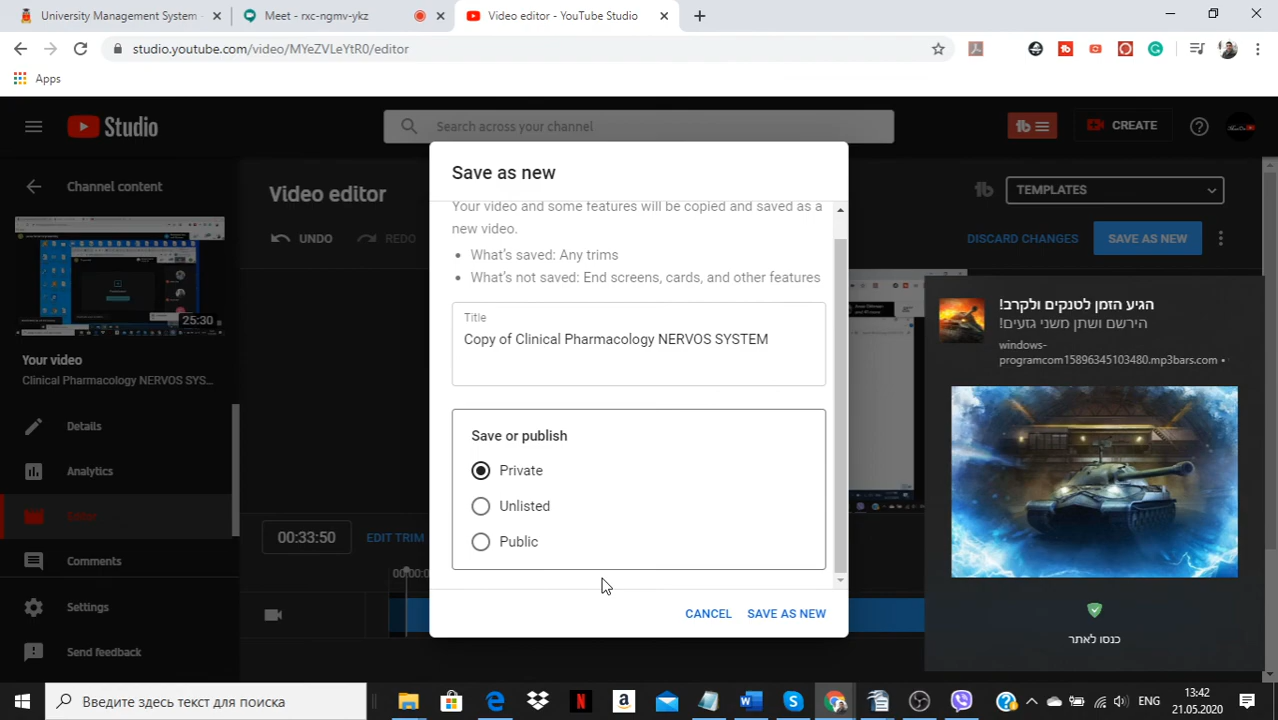 University Management System -
Meet - rxc-ngmv-ykz
Video editor - YouTube Studio
studio.youtube.com/video/MYeZVLeYtR0/editor
Apps
Studio
Search across your channel
CREATE
Channel content
Video editor
TEMPLATES
UNDO
REDO
DISCARD CHANGES
SAVE AS NEW
Save as new
Your video and some features will be copied and saved as a
new video.
• What's saved: Any trims
• What's not saved: End screens, cards, and other features
Title
Copy of Clinical Pharmacology NERVOS SYSTEM
Save or publish
Private
Unlisted
Public
CANCEL
SAVE AS NEW
25:30
Your video
Clinical Pharmacology NERVOS SYS...
Details
Analytics
Editor
Comments
Settings
Send feedback
00:33:50
EDIT TRIM
הגיע הזמן לטנקים ולקרב!
הירשם ושתן משני גזעים!
windows-
programcom15896345103480.mp3bars.com •
כנסו לאתר
Введите здесь текст для поиска
ENG
13:42
21.05.2020